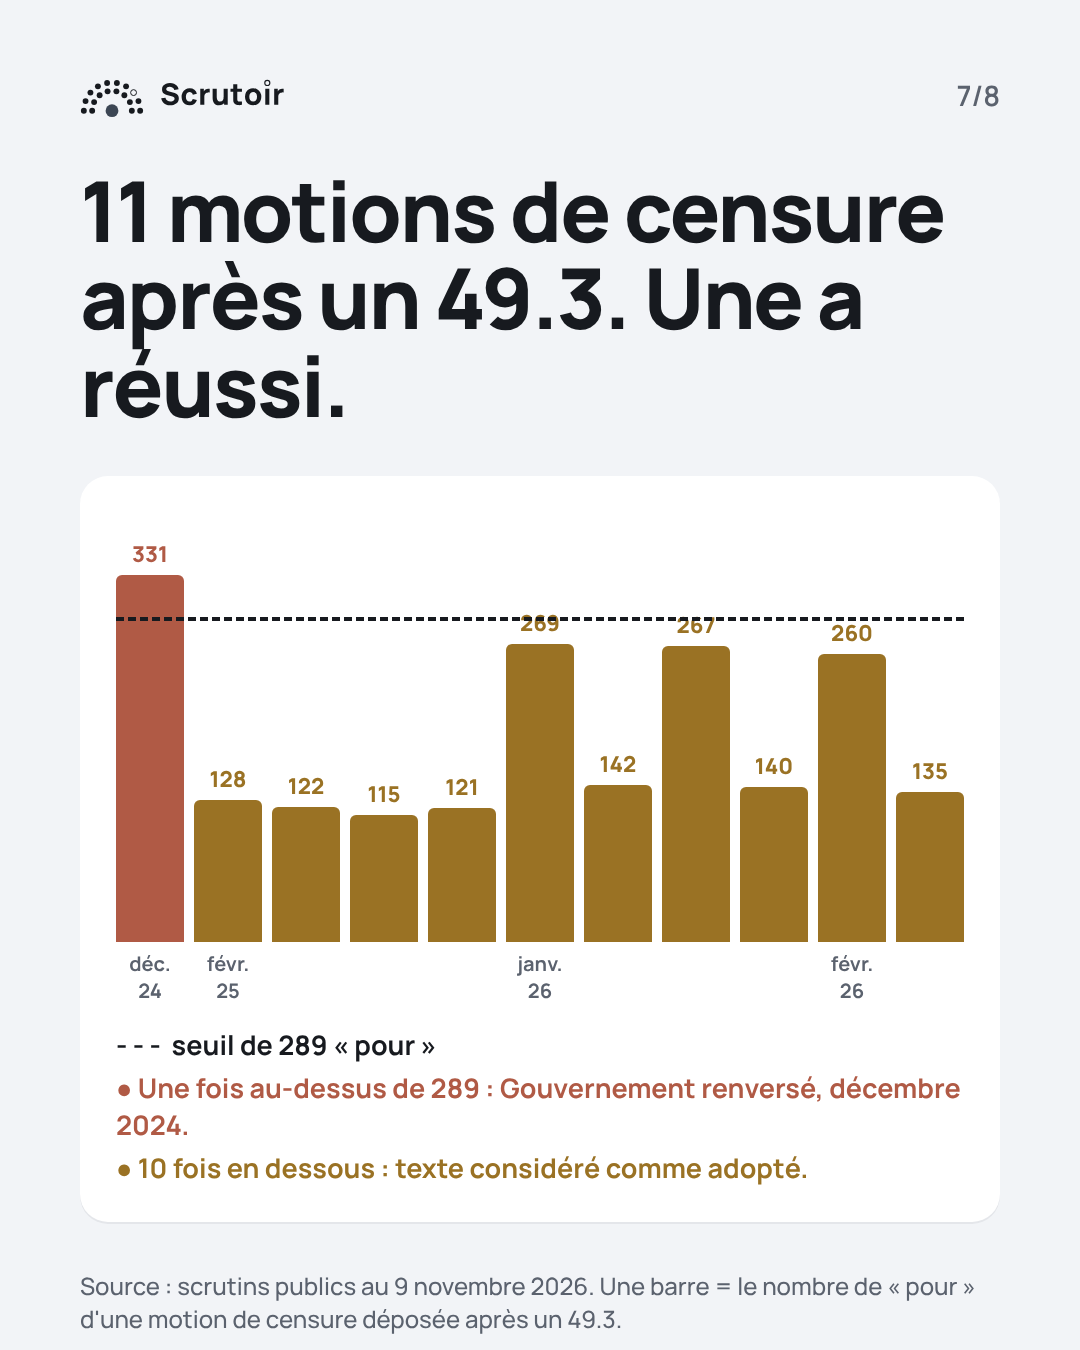 Scrutoir
7/8
11 motions de censure
après un 49.3. Une a
réussi.
331
128
122
115
121
269
142
267
140
260
135
déc.
24
févr.
25
janv.
26
févr.
26
--- seuil de 289 « pour »
● Une fois au-dessus de 289 : Gouvernement renversé, décembre
2024.
● 10 fois en dessous : texte considéré comme adopté.
Source : scrutins publics au 9 novembre 2026. Une barre = le nombre de « pour »
d'une motion de censure déposée après un 49.3.